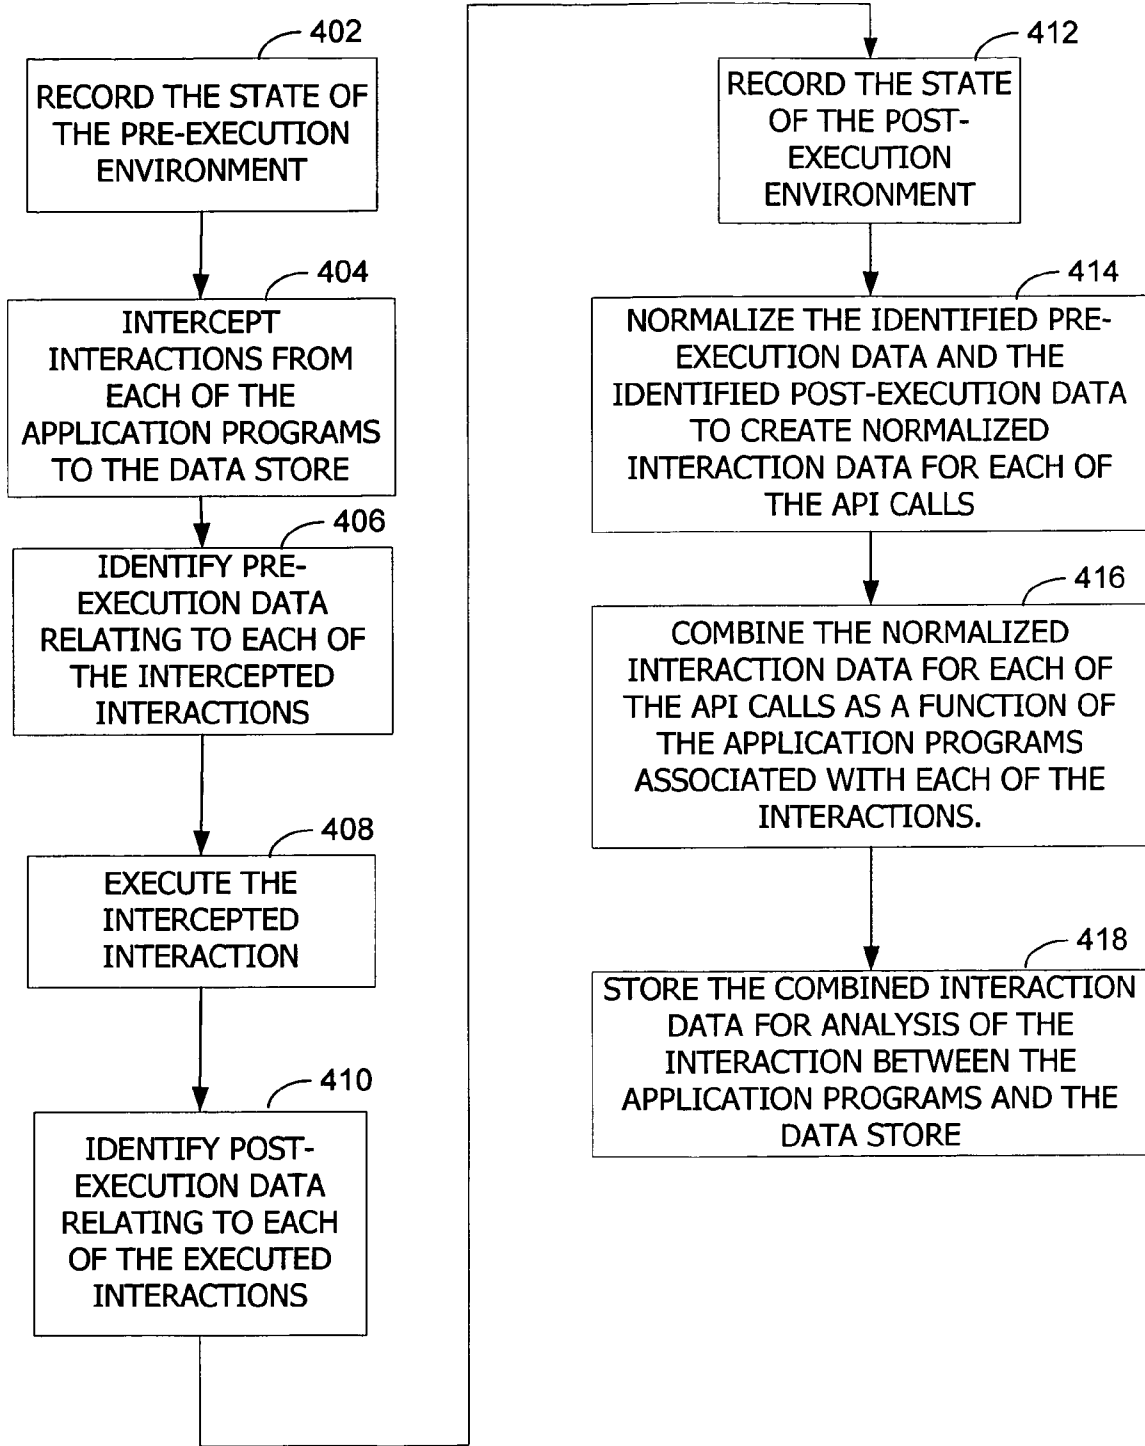 402
RECORD THE STATE OF
THE PRE-EXECUTION
ENVIRONMENT
404
INTERCEPT
INTERACTIONS FROM
EACH OF THE
APPLICATION PROGRAMS
TO THE DATA STORE
406
IDENTIFY PRE-
EXECUTION DATA
RELATING TO EACH OF
THE INTERCEPTED
INTERACTIONS
408
EXECUTE THE
INTERCEPTED
INTERACTION
410
IDENTIFY POST-
EXECUTION DATA
RELATING TO EACH
OF THE EXECUTED
INTERACTIONS
412
RECORD THE STATE
OF THE POST-
EXECUTION
ENVIRONMENT
414
NORMALIZE THE IDENTIFIED PRE-
EXECUTION DATA AND THE
IDENTIFIED POST-EXECUTION DATA
TO CREATE NORMALIZED
INTERACTION DATA FOR EACH OF
THE API CALLS
416
COMBINE THE NORMALIZED
INTERACTION DATA FOR EACH OF
THE API CALLS AS A FUNCTION OF
THE APPLICATION PROGRAMS
ASSOCIATED WITH EACH OF THE
INTERACTIONS.
418
STORE THE COMBINED INTERACTION
DATA FOR ANALYSIS OF THE
INTERACTION BETWEEN THE
APPLICATION PROGRAMS AND THE
DATA STORE